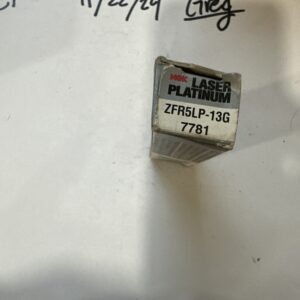 11/22/24 Greg
NGK LASER
PLATINUM
ZFR5LP-13G
7781